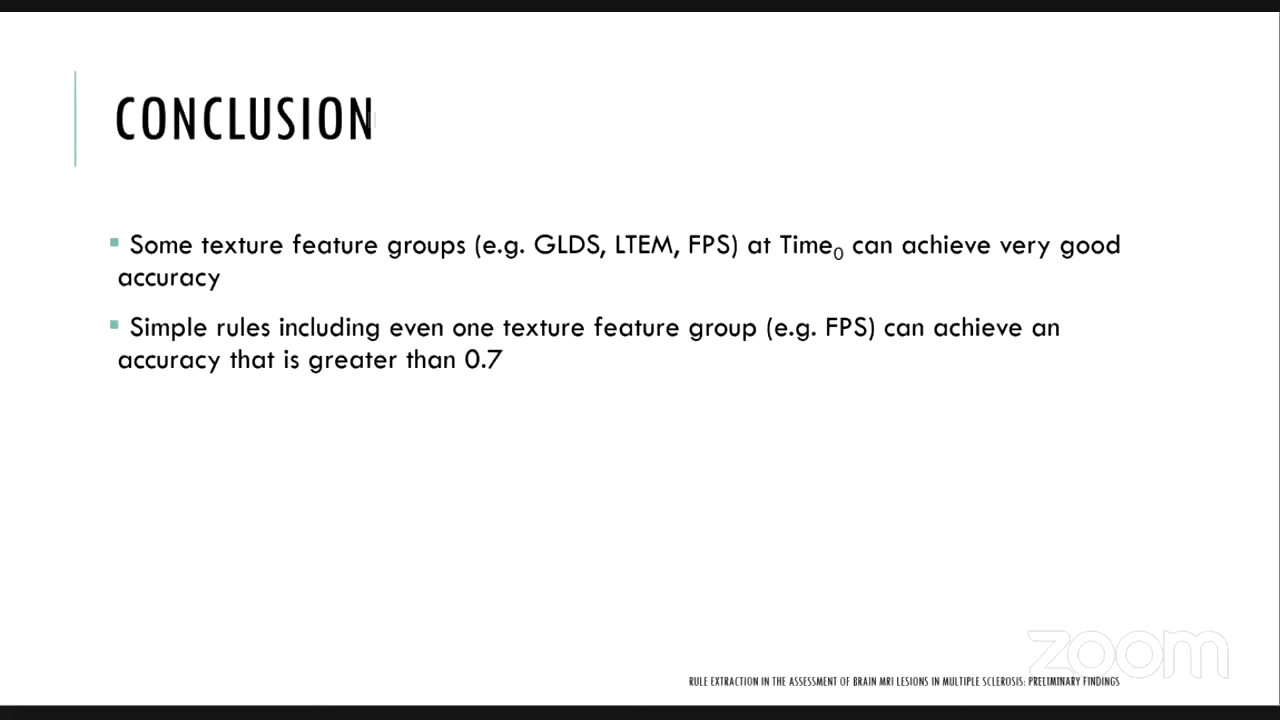 CONCLUSION
▪ Some texture feature groups (e.g. GLDS, LTEM, FPS) at Time₀ can achieve very good
accuracy
▪ Simple rules including even one texture feature group (e.g. FPS) can achieve an
accuracy that is greater than 0.7
zoom
RULE EXTRACTION IN THE ASSESSMENT OF BRAIN MRI LESIONS IN MULTIPLE SCLEROSIS: PRELIMINARY FINDINGS